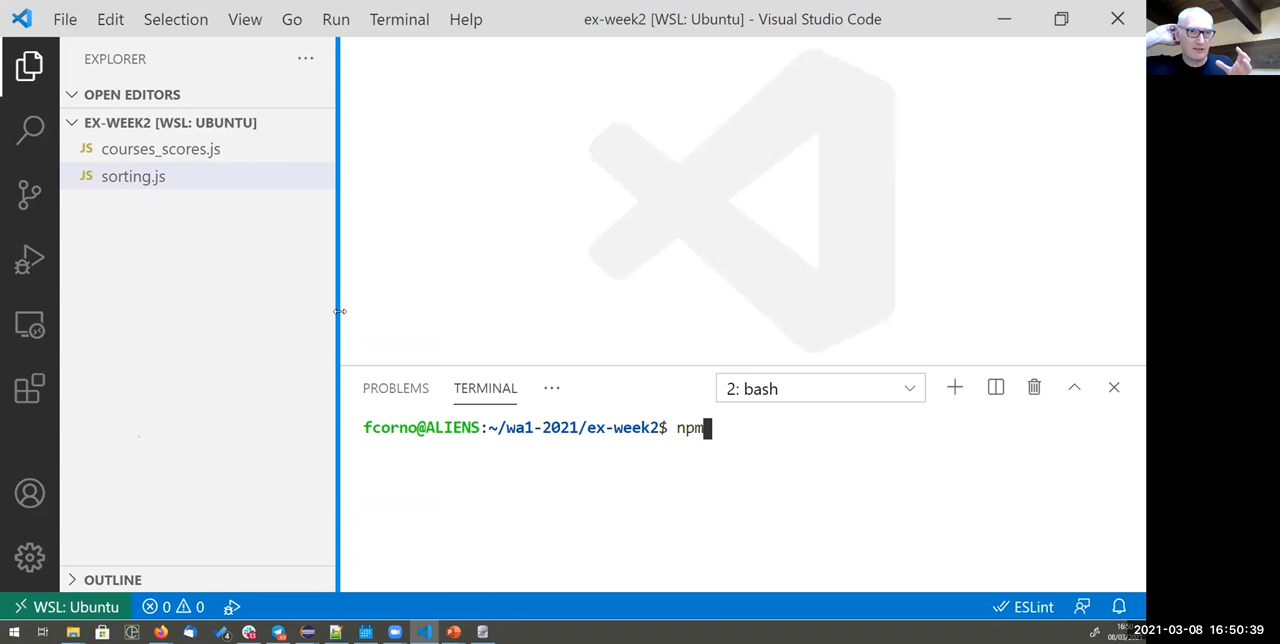 File Edit Selection View Go Run Terminal Help ex-week2 [WSL: Ubuntu] - Visual Studio Code
EXPLORER
OPEN EDITORS
EX-WEEK2 [WSL: UBUNTU]
JS courses_scores.js
JS sorting.js
PROBLEMS TERMINAL 2: bash
fcorno@ALIENS:~/wa1-2021/ex-week2$ npm
OUTLINE
WSL: Ubuntu 0 0 ESLint
2021-03-08 16:50:39
08/03/